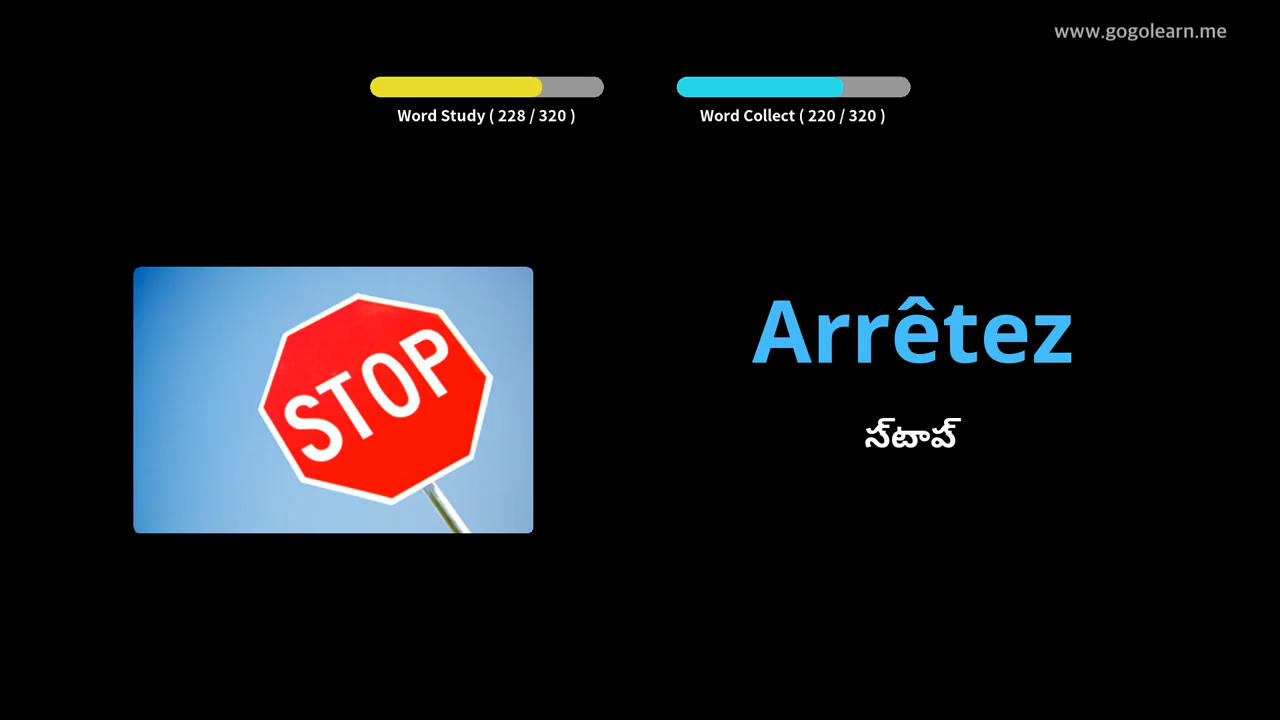 www.gogolearn.me
Word Study ( 228 / 320 )
Word Collect ( 220 / 320 )
STOP
Arrêtez
స్‌టాప్